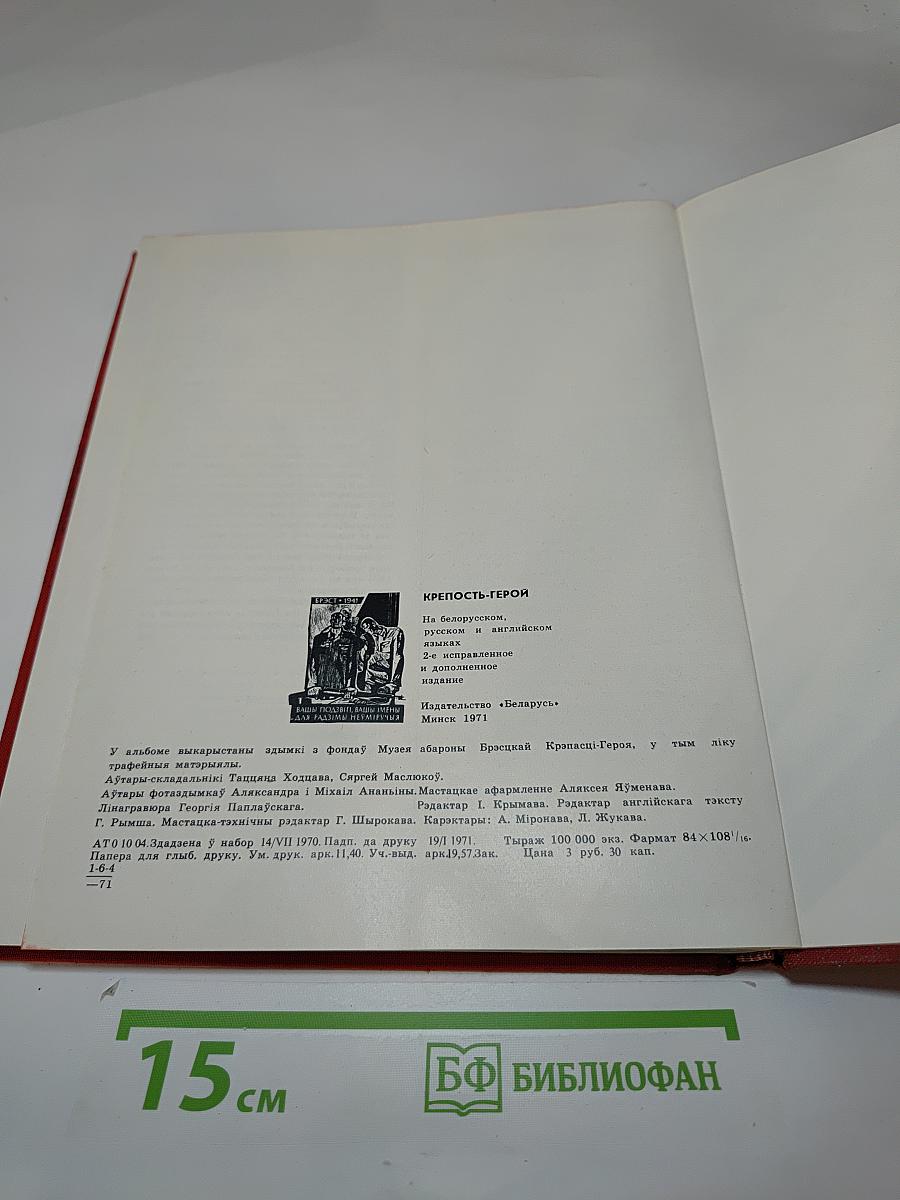 БРЭСТ • 1941
ВАШЫ ПОДЗВІГІ, ВАШЫ ІМЁНЫ
ДЛЯ РАДЗІМЫ НЕЎМІРУЧЫЯ
КРЕПОСТЬ-ГЕРОЙ
На белорусском,
русском и английском
языках
2-е исправленное
и дополненное
издание
Издательство «Беларусь»
Минск 1971
У альбоме выкарыстаны здымкі з фондаў Музея абароны Брэсцкай Крэпасці-Героя, у тым ліку
трафейныя матэрыялы.
Аўтары-складальнікі Таццяна Ходцава, Сяргей Маслюкоў.
Аўтары фотаздымкаў Аляксандра і Міхаіл Ананьіны. Мастацкае афармленне Аляксея Яўменава.
Лінагравюра Георгія Паплаўскага. Рэдактар І. Крымава. Рэдактар англійскага тэксту
Г. Рымша. Мастацка-тэхнічны рэдактар Г. Шырокава. Карэктары: А. Міронава, Л. Жукава.
АТ 0 10 04. Здадзена ў набор 14/VII 1970. Падп. да друку 19/I 1971. Тыраж 100 000 экз. Фармат 84×108¹/₁₆.
Папера для глыб. друку. Ум. друк. арк. 11,40. Уч.-выд. арк. 19,57. Зак. Цана 3 руб. 30 кап.
1-6-4
—71
15 см
БФ БИБЛИОФАН